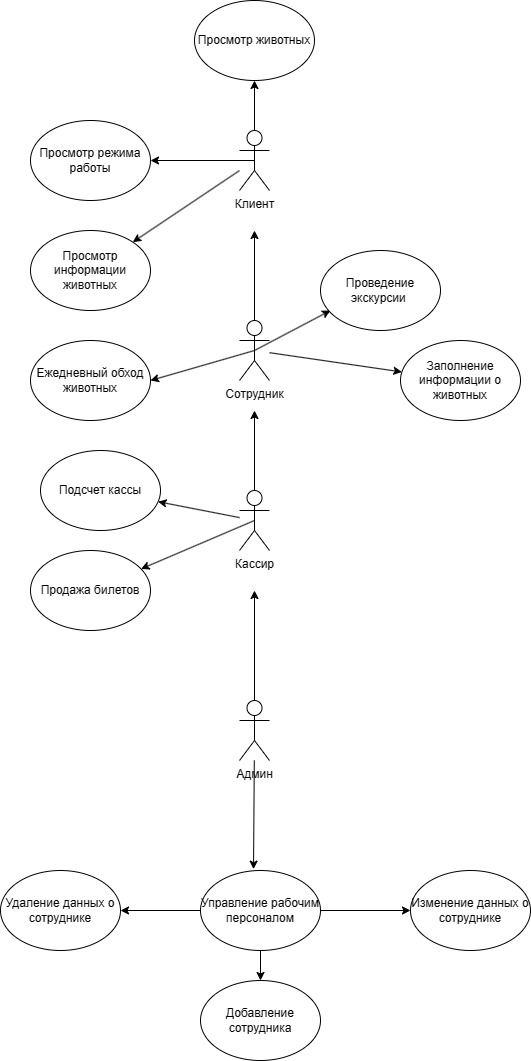 Просмотр животных
Просмотр режима
работы
Клиент
Просмотр
информации
животных
Проведение
экскурсии
Ежедневный обход
животных
Сотрудник
Заполнение
информации о
животных
Подсчет кассы
Кассир
Продажа билетов
Админ
Удаление данных о
сотруднике
Управление рабочим
персоналом
Изменение данных о
сотруднике
Добавление
сотрудника